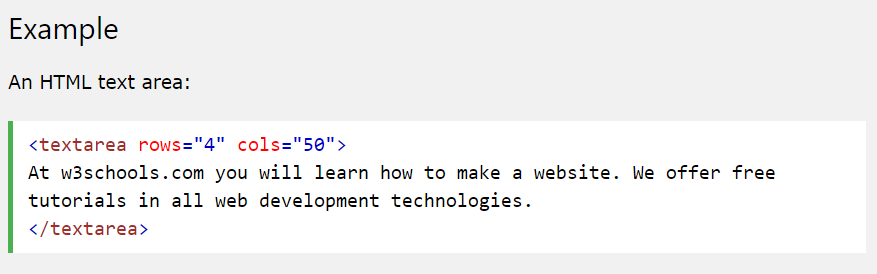 Example
An HTML text area:
<textarea rows="4" cols="50">
At w3schools.com you will learn how to make a website. We offer free
tutorials in all web development technologies.
</textarea>